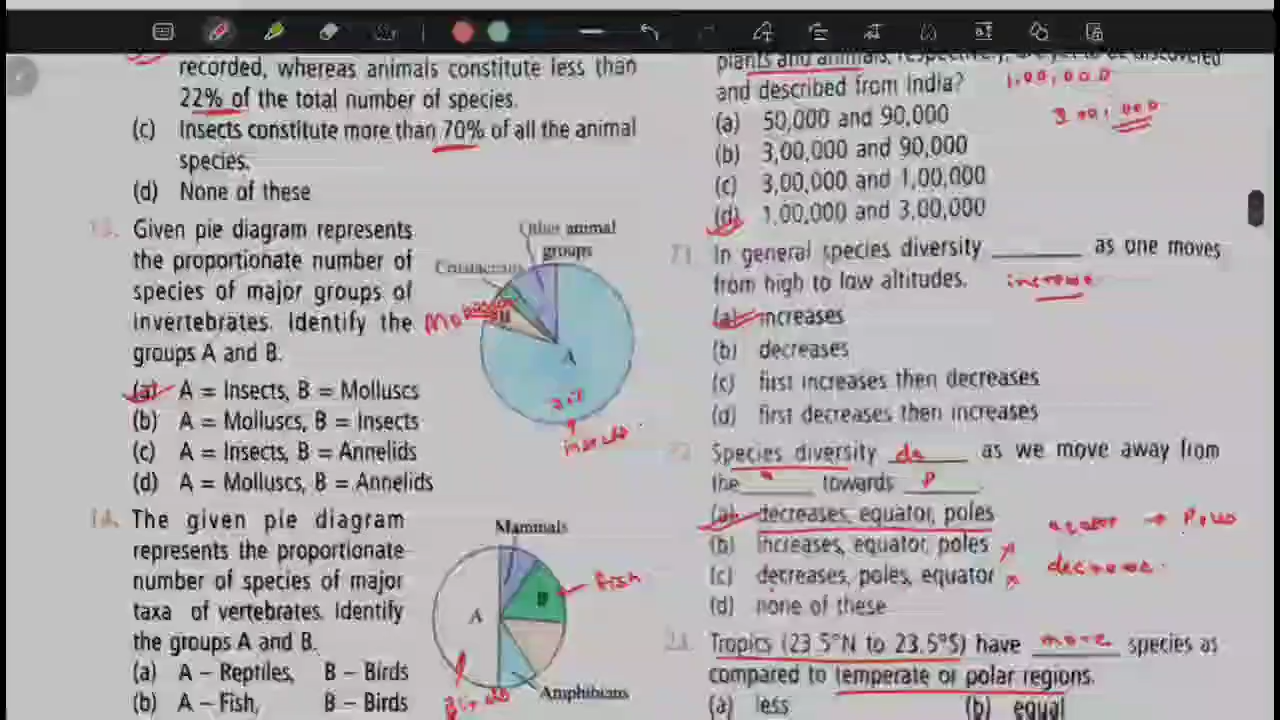 recorded, whereas animals constitute less than
22% of the total number of species.
(c) Insects constitute more than 70% of all the animal
species.
(d) None of these
13. Given pie diagram represents
the proportionate number of
species of major groups of
invertebrates. Identify the
groups A and B.
Other animal
groups
Crustaceans
B
A
insects
(a) A = Insects, B = Molluscs
(b) A = Molluscs, B = Insects
(c) A = Insects, B = Annelids
(d) A = Molluscs, B = Annelids
14. The given pie diagram
represents the proportionate
number of species of major
taxa of vertebrates. Identify
the groups A and B.
Mammals
A
B
Fish
Amphibians
(a) A – Reptiles, B – Birds
(b) A – Fish, B – Birds
plants and animals, respectively, are yet to be discovered
and described from India?
1,00,000
3,00,000
(a) 50,000 and 90,000
(b) 3,00,000 and 90,000
(c) 3,00,000 and 1,00,000
(d) 1,00,000 and 3,00,000
21. In general species diversity ______ as one moves
from high to low altitudes. increase
(a) increases
(b) decreases
(c) first increases then decreases
(d) first decreases then increases
Species diversity de as we move away from
the ______ towards P
(a) decreases, equator, poles
(b) increases, equator, poles
(c) decreases, poles, equator
(d) none of these
equator → Poles
decrease
Tropics (23.5°N to 23.5°S) have more species as
compared to temperate or polar regions.
(a) less (b) equal